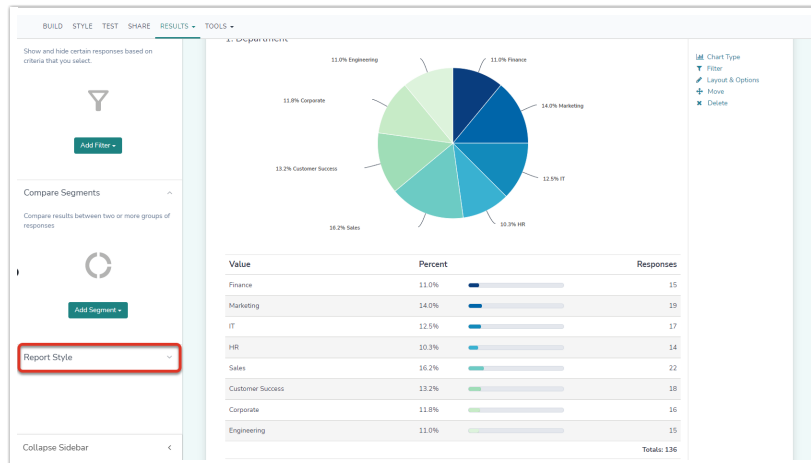 BUILD STYLE TEST SHARE RESULTS TOOLS
Show and hide certain responses based on
criteria that you select.
Add Filter
Compare Segments
Compare results between two or more groups of
responses
Add Segment
Report Style
Collapse Sidebar
1. Department
11.0% Engineering
11.0% Finance
11.8% Corporate
14.0% Marketing
13.2% Customer Success
12.5% IT
16.2% Sales
10.3% HR
Value Percent Responses
Finance 11.0% 15
Marketing 14.0% 19
IT 12.5% 17
HR 10.3% 14
Sales 16.2% 22
Customer Success 13.2% 18
Corporate 11.8% 16
Engineering 11.0% 15
Totals: 136
Chart Type
Filter
Layout & Options
Move
Delete